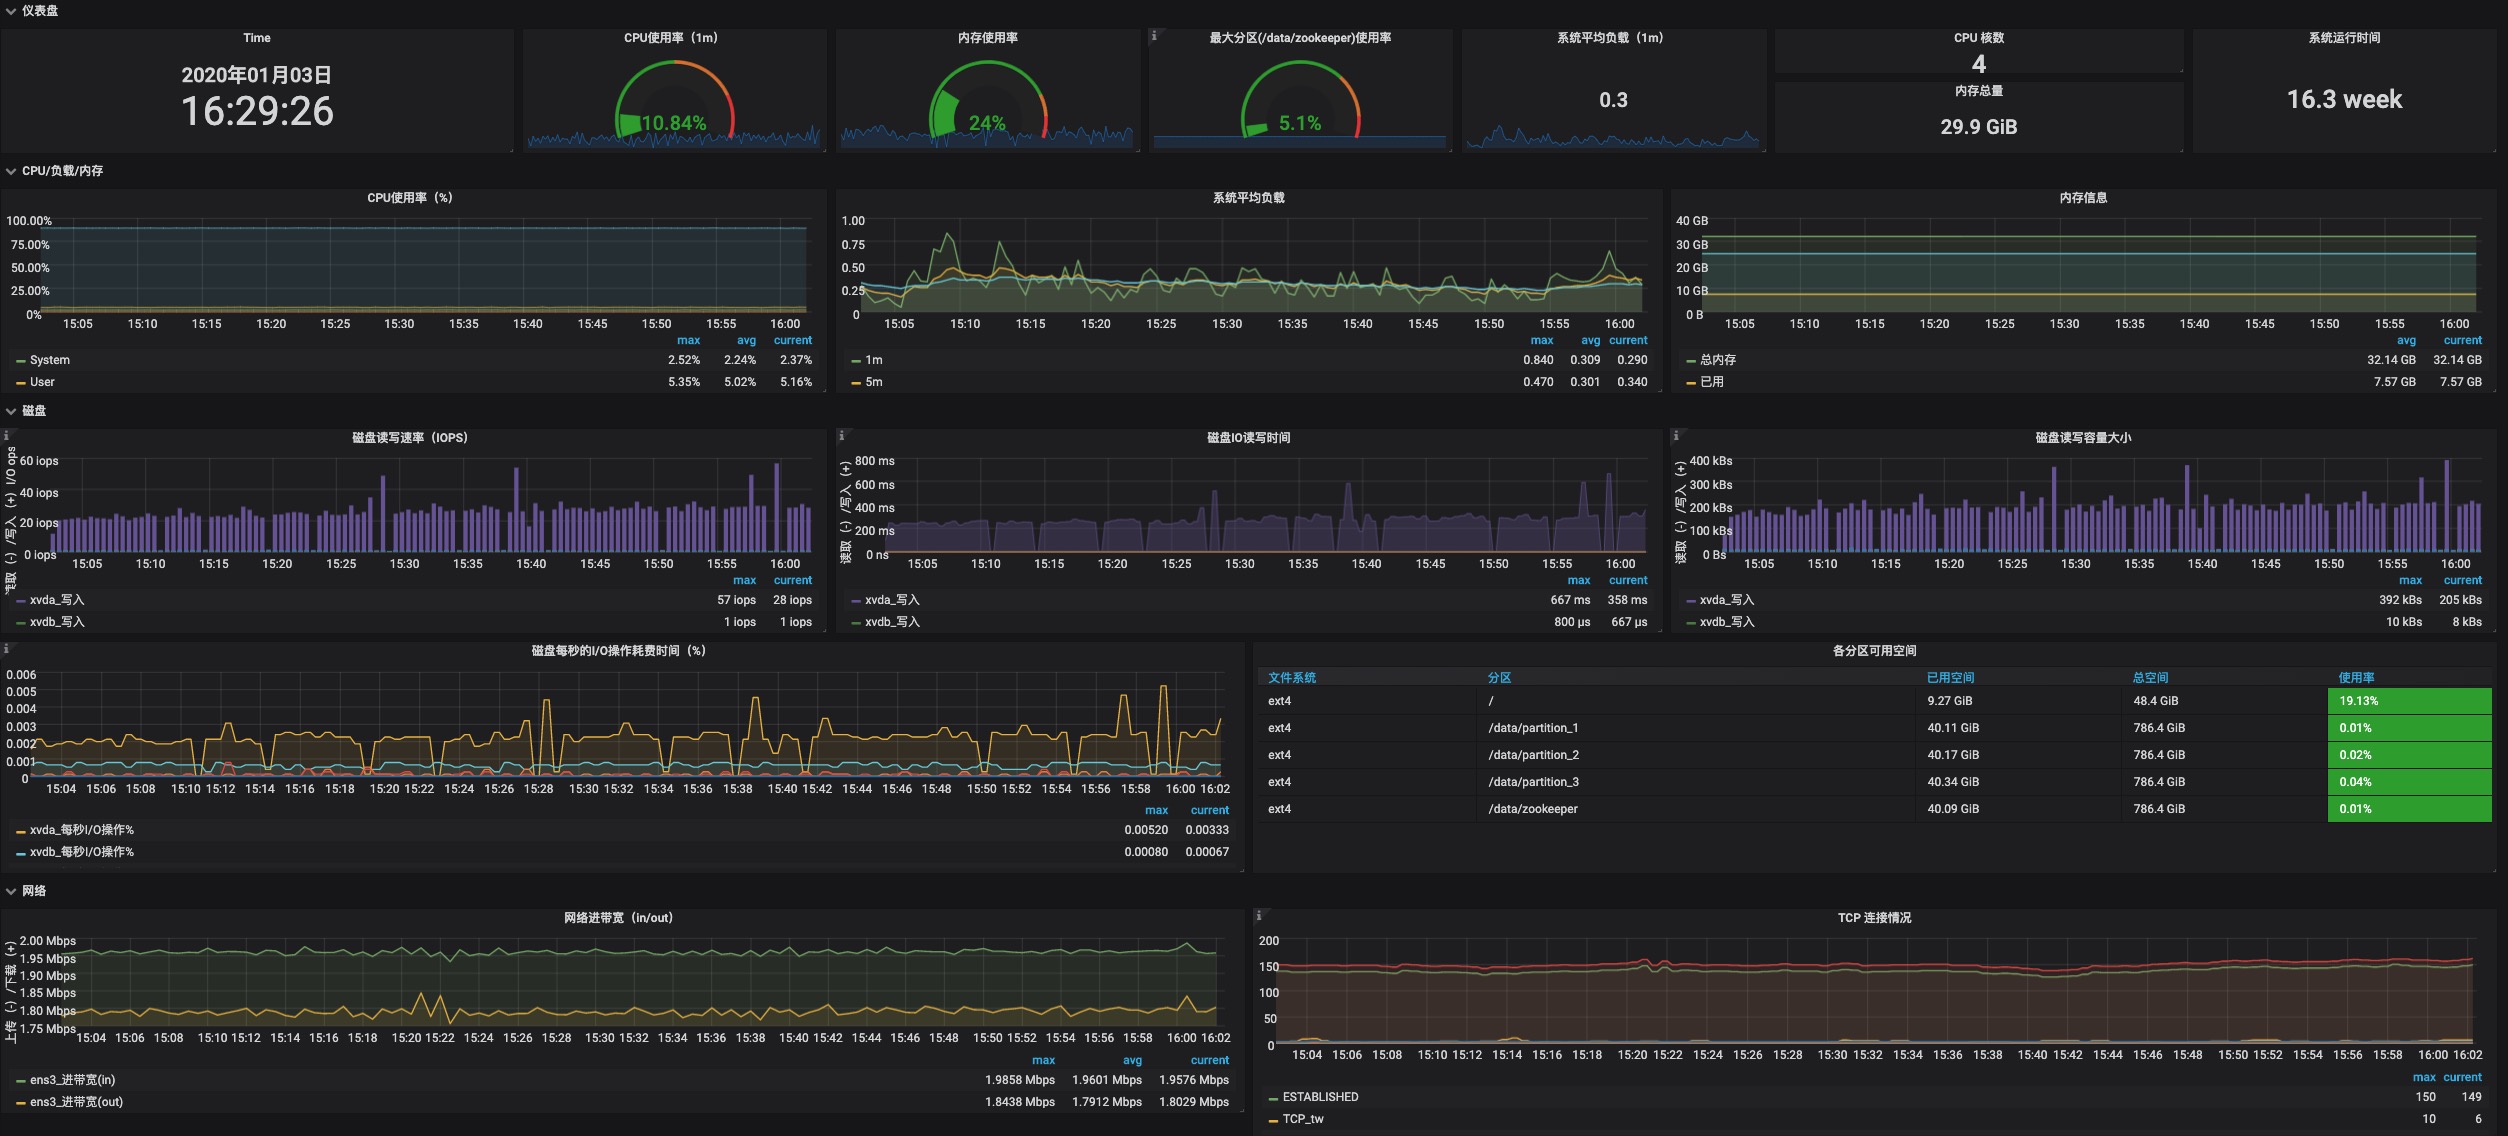 仪表盘
Time
2020年01月03日
16:29:26
CPU使用率（1m）
10.84%
内存使用率
24%
最大分区(/data/zookeeper)使用率
5.1%
系统平均负载（1m）
0.3
CPU 核数
4
内存总量
29.9 GiB
系统运行时间
16.3 week
CPU/负载/内存
CPU使用率（%）
100.00%
75.00%
50.00%
25.00%
0%
15:05 15:10 15:15 15:20 15:25 15:30 15:35 15:40 15:45 15:50 15:55 16:00
max avg current
System 2.52% 2.24% 2.37%
User 5.35% 5.02% 5.16%
系统平均负载
1.00
0.75
0.50
0.25
0
15:05 15:10 15:15 15:20 15:25 15:30 15:35 15:40 15:45 15:50 15:55 16:00
max avg current
1m 0.840 0.309 0.290
5m 0.470 0.301 0.340
内存信息
40 GB
30 GB
20 GB
10 GB
0 B
15:05 15:10 15:15 15:20 15:25 15:30 15:35 15:40 15:45 15:50 15:55 16:00
avg current
总内存 32.14 GB 32.14 GB
已用 7.57 GB 7.57 GB
磁盘
磁盘读写速率（IOPS）
读取（-）/写入（+）I/O ops
60 iops
40 iops
20 iops
0 iops
15:05 15:10 15:15 15:20 15:25 15:30 15:35 15:40 15:45 15:50 15:55 16:00
max current
xvda_写入 57 iops 28 iops
xvdb_写入 1 iops 1 iops
磁盘IO读写时间
读取（-）/写入（+）
800 ms
600 ms
400 ms
200 ms
0 ns
15:05 15:10 15:15 15:20 15:25 15:30 15:35 15:40 15:45 15:50 15:55 16:00
max current
xvda_写入 667 ms 358 ms
xvdb_写入 800 µs 667 µs
磁盘读写容量大小
读取（-）/写入（+）
400 kBs
300 kBs
200 kBs
100 kBs
0 Bs
15:05 15:10 15:15 15:20 15:25 15:30 15:35 15:40 15:45 15:50 15:55 16:00
max current
xvda_写入 392 kBs 205 kBs
xvdb_写入 10 kBs 8 kBs
磁盘每秒的I/O操作耗费时间（%）
0.006
0.005
0.004
0.003
0.002
0.001
0
15:04 15:06 15:08 15:10 15:12 15:14 15:16 15:18 15:20 15:22 15:24 15:26 15:28 15:30 15:32 15:34 15:36 15:38 15:40 15:42 15:44 15:46 15:48 15:50 15:52 15:54 15:56 15:58 16:00 16:02
max current
xvda_每秒I/O操作% 0.00520 0.00333
xvdb_每秒I/O操作% 0.00080 0.00067
各分区可用空间
文件系统 分区 已用空间 总空间 使用率
ext4 / 9.27 GiB 48.4 GiB 19.13%
ext4 /data/partition_1 40.11 GiB 786.4 GiB 0.01%
ext4 /data/partition_2 40.17 GiB 786.4 GiB 0.02%
ext4 /data/partition_3 40.34 GiB 786.4 GiB 0.04%
ext4 /data/zookeeper 40.09 GiB 786.4 GiB 0.01%
网络
网络进带宽（in/out）
上传（-）/下载（+）
2.00 Mbps
1.95 Mbps
1.90 Mbps
1.85 Mbps
1.80 Mbps
1.75 Mbps
15:04 15:06 15:08 15:10 15:12 15:14 15:16 15:18 15:20 15:22 15:24 15:26 15:28 15:30 15:32 15:34 15:36 15:38 15:40 15:42 15:44 15:46 15:48 15:50 15:52 15:54 15:56 15:58 16:00 16:02
max avg current
ens3_进带宽(in) 1.9858 Mbps 1.9601 Mbps 1.9576 Mbps
ens3_进带宽(out) 1.8438 Mbps 1.7912 Mbps 1.8029 Mbps
TCP 连接情况
200
150
100
50
0
15:04 15:06 15:08 15:10 15:12 15:14 15:16 15:18 15:20 15:22 15:24 15:26 15:28 15:30 15:32 15:34 15:36 15:38 15:40 15:42 15:44 15:46 15:48 15:50 15:52 15:54 15:56 15:58 16:00 16:02
max current
ESTABLISHED 150 149
TCP_tw 10 6